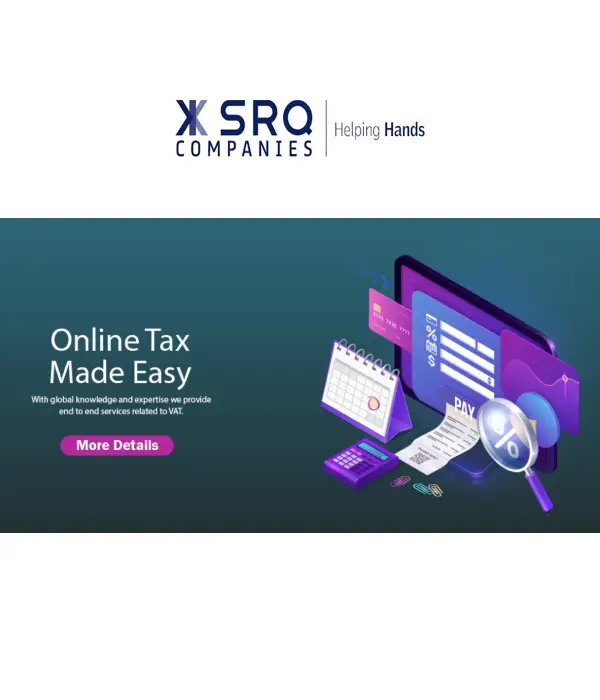 SRQ
COMPANIES
Helping Hands
Online Tax
Made Easy
With global knowledge and expertise we provide
end to end services related to VAT.
More Details
PAY
%